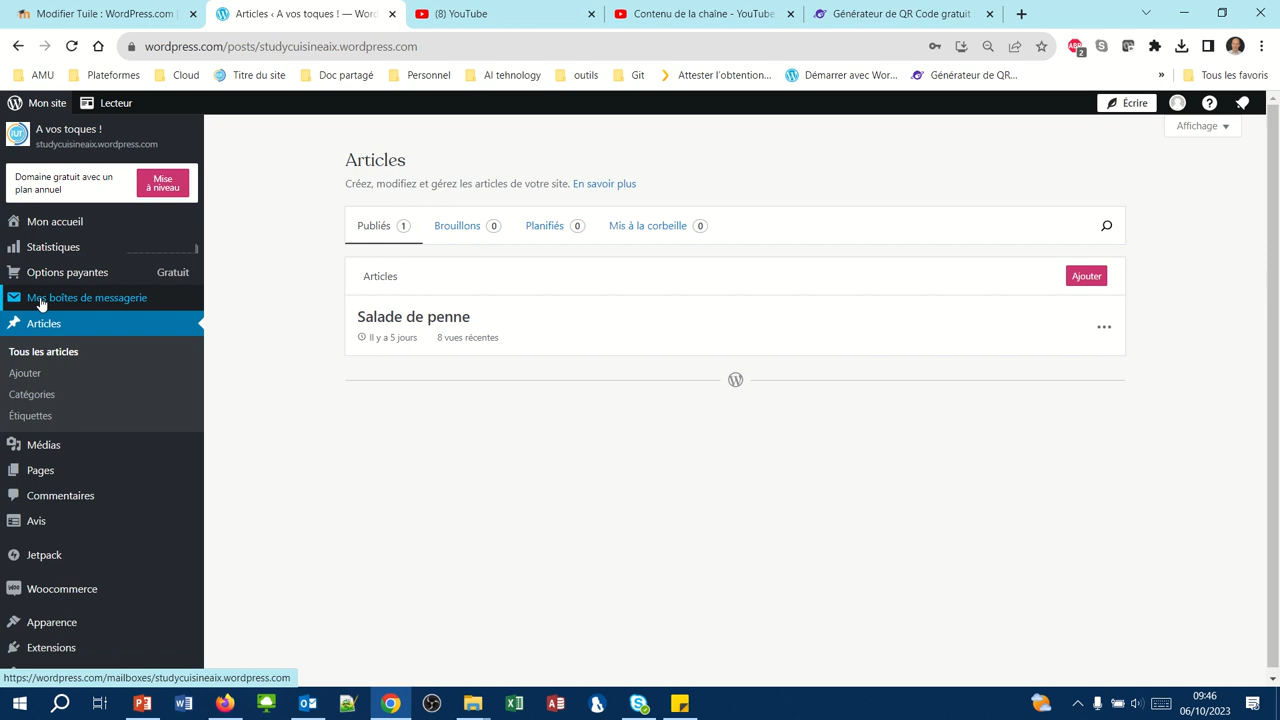 Modèle Tuile : WordPress.com
Articles ‹ A vos toques ! — Word
(8) YouTube
Contenu de la chaîne - YouTube
Générateur de QR Code gratuit
wordpress.com/posts/studycuisineaix.wordpress.com
ABP
2
AMU
Plateformes
Cloud
Titre du site
Doc partagé
Personnel
AI tehnology
outils
Git
Attester l'obtention...
Démarrer avec Wor...
Générateur de QR...
»
Tous les favoris
Mon site
Lecteur
Écrire
A vos toques !
studycuisineaix.wordpress.com
Domaine gratuit avec un
plan annuel
Mise
à niveau
Mon accueil
Statistiques
Options payantes
Gratuit
Mes boîtes de messagerie
Articles
Tous les articles
Ajouter
Catégories
Étiquettes
Médias
Pages
Commentaires
Avis
Jetpack
Woocommerce
Apparence
Extensions
Affichage
Articles
Créez, modifiez et gérez les articles de votre site. En savoir plus
Publiés 1
Brouillons 0
Planifiés 0
Mis à la corbeille 0
Articles
Ajouter
Salade de penne
Il y a 5 jours
8 vues récentes
https://wordpress.com/mailboxes/studycuisineaix.wordpress.com
09:46
06/10/2023